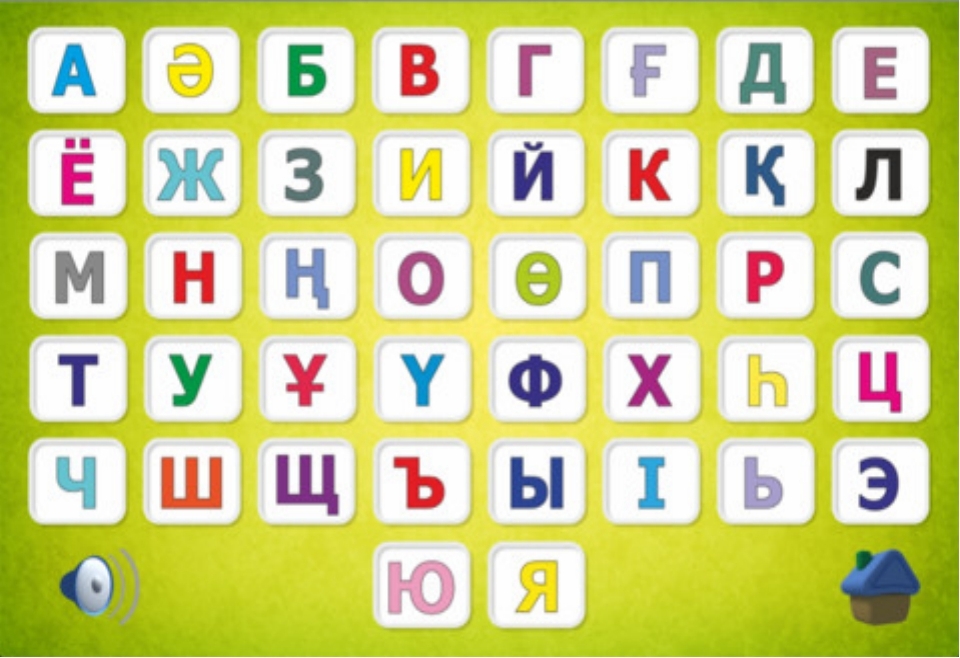 А Ә Б В Г Ғ Д Е
Ё Ж З И Й К Қ Л
М Н Ң О Ө П Р С
Т У Ұ Ү Ф Х Һ Ц
Ч Ш Щ Ъ Ы І Ь Э
Ю Я